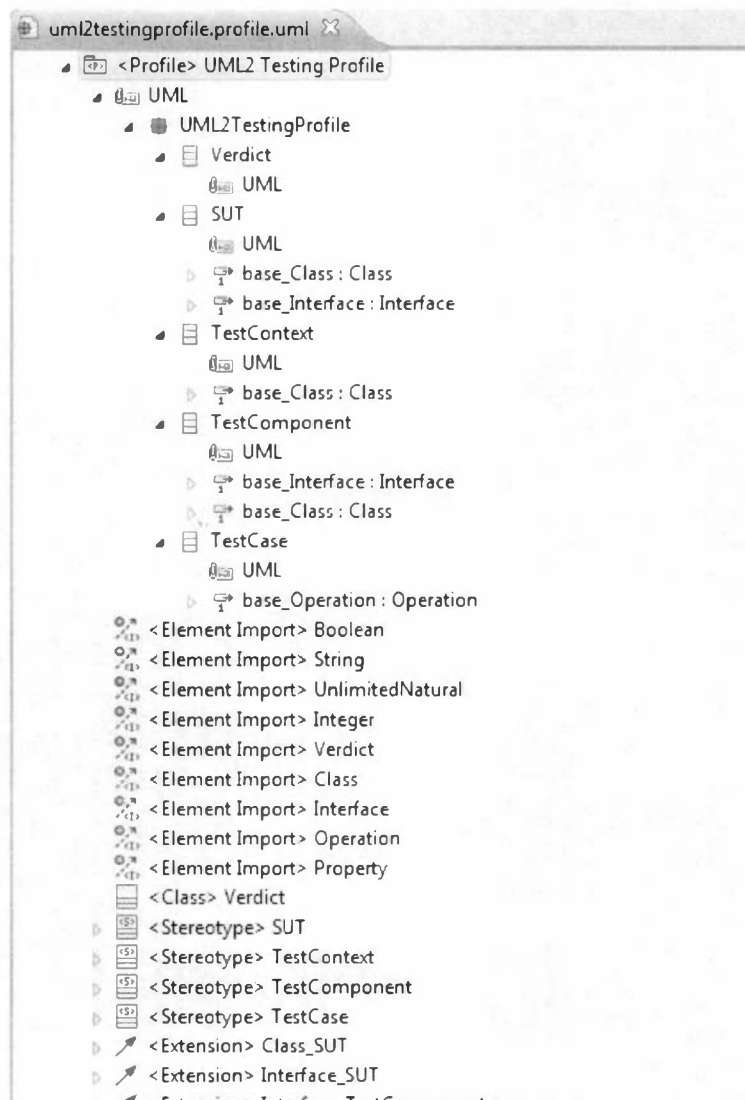 uml2testingprofile.profile.uml
<Profile> UML2 Testing Profile
UML
UML2TestingProfile
Verdict
UML
SUT
UML
base_Class : Class
base_Interface : Interface
TestContext
UML
base_Class : Class
TestComponent
UML
base_Interface : Interface
base_Class : Class
TestCase
UML
base_Operation : Operation
<Element Import> Boolean
<Element Import> String
<Element Import> UnlimitedNatural
<Element Import> Integer
<Element Import> Verdict
<Element Import> Class
<Element Import> Interface
<Element Import> Operation
<Element Import> Property
<Class> Verdict
<Stereotype> SUT
<Stereotype> TestContext
<Stereotype> TestComponent
<Stereotype> TestCase
<Extension> Class_SUT
<Extension> Interface_SUT